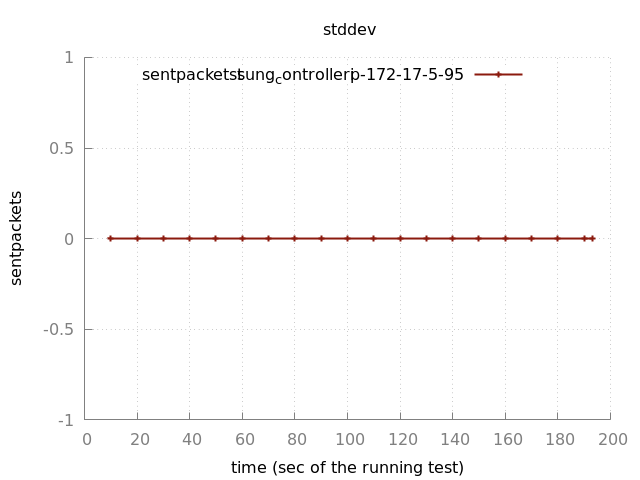 stddev
sentpacketststsung_controllerip-172-17-5-95
1
0.5
0
-0.5
-1
sentpackets
0 20 40 60 80 100 120 140 160 180 200
time (sec of the running test)